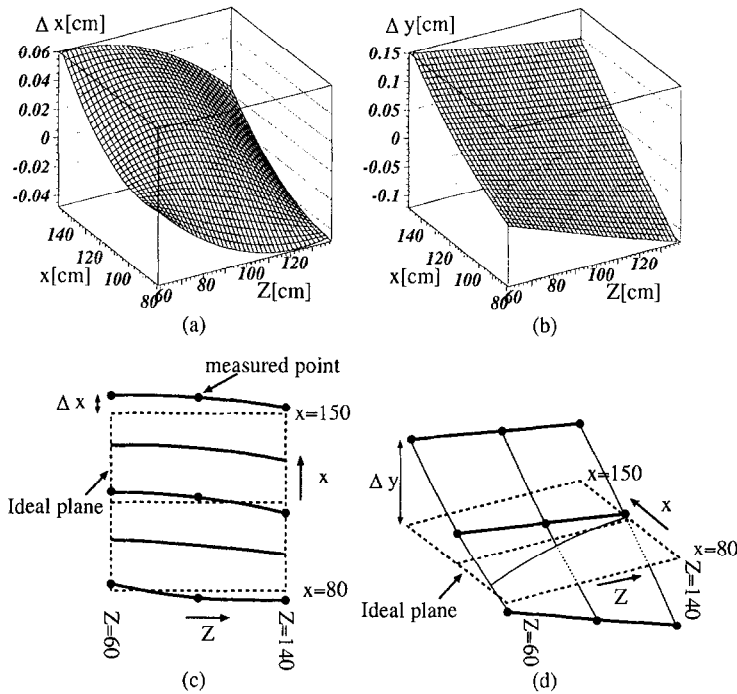 Δ x[cm]
0.06
0.04
0.02
0
-0.02
-0.04
140
120
100
80
x[cm]
60
80
100
120
Z[cm]
(a)
Δ y[cm]
0.15
0.1
0.05
0
-0.05
-0.1
140
120
100
80
x[cm]
60
80
100
120
Z[cm]
(b)
measured point
Δ x
x=150
x
Ideal plane
x=80
Z=60
Z
Z=140
(c)
Δ y
x=150
x
x=80
Ideal plane
Z
Z=140
Z=60
(d)